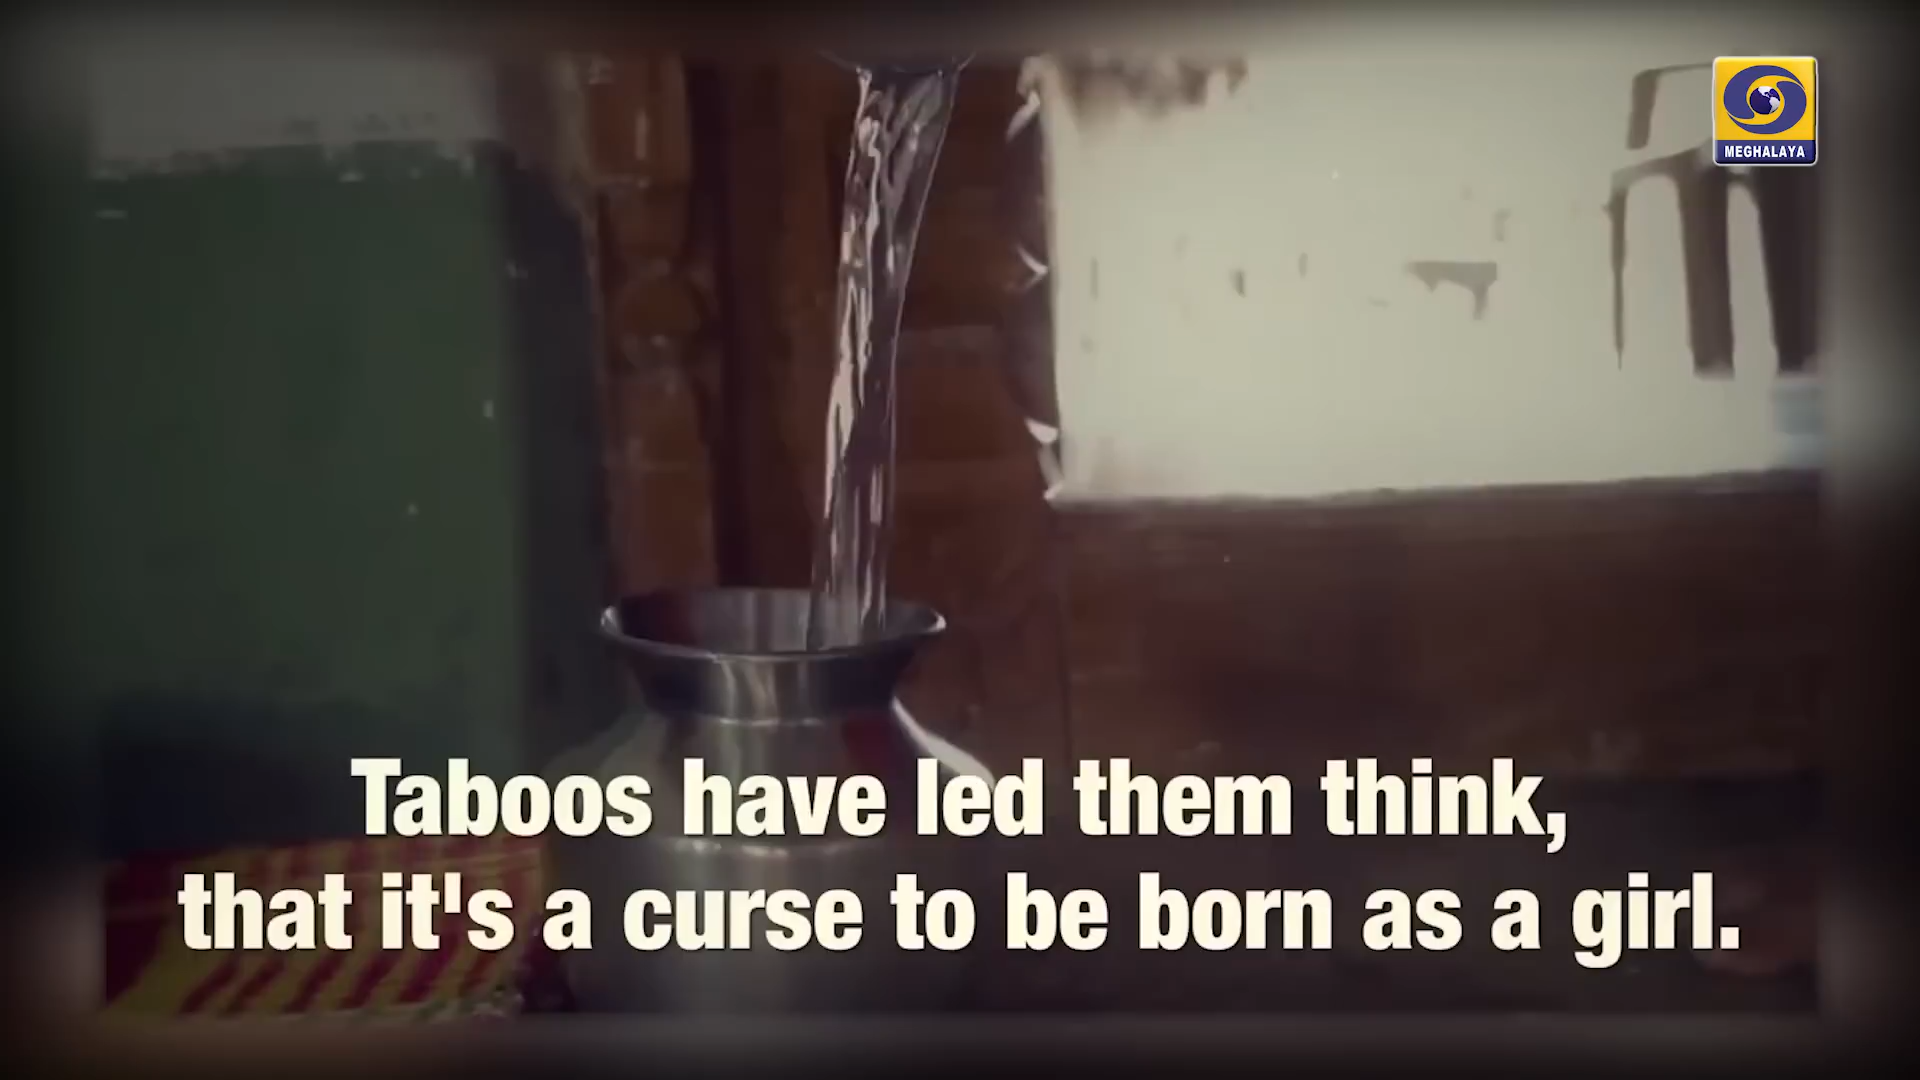 MEGHALAYA
Taboos have led them think,
that it's a curse to be born as a girl.